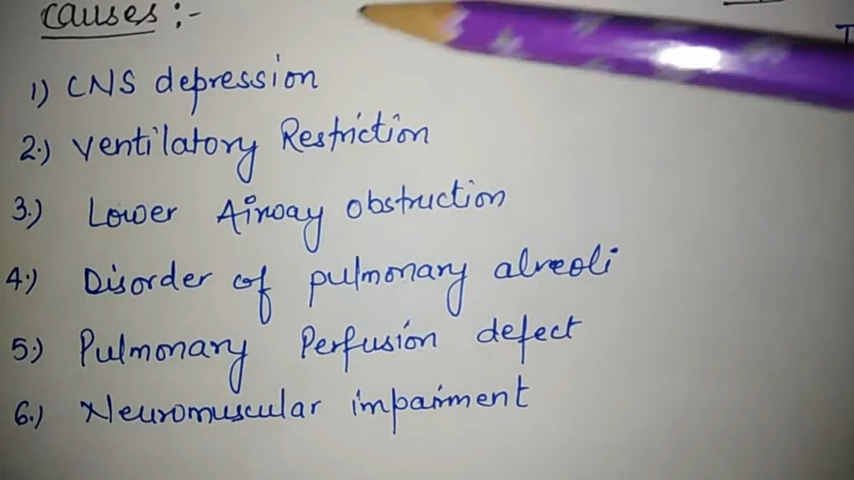 causes :-
1) CNS depression
2.) Ventilatory Restriction
3.) Lower Airway obstruction
4.) Disorder of pulmonary alveoli
5.) Pulmonary Perfusion defect
6.) Neuromuscular impairment